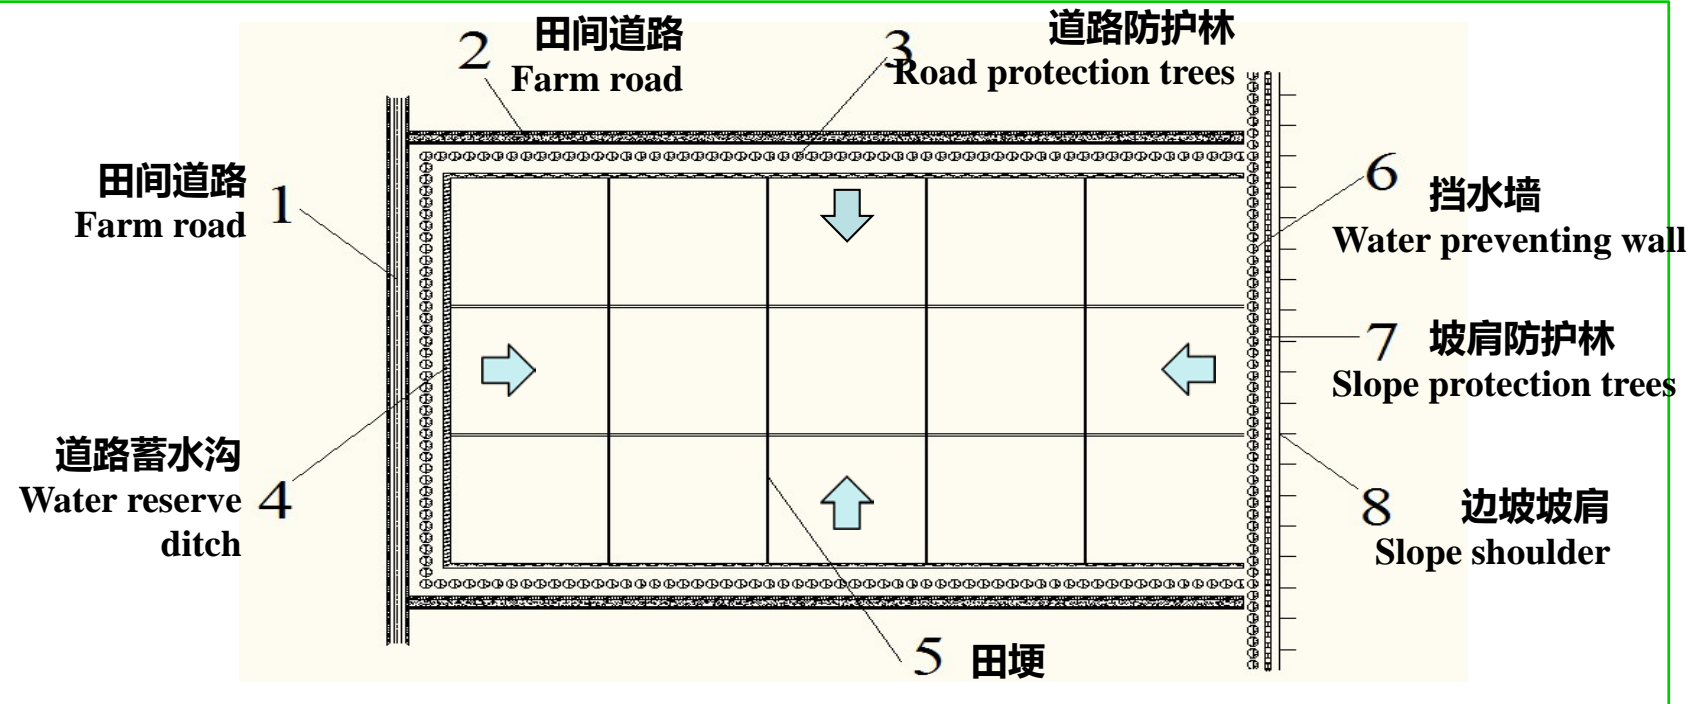 2
田间道路
Farm road
3
道路防护林
Road protection trees
田间道路
Farm road
1
6
挡水墙
Water preventing wall
7
坡肩防护林
Slope protection trees
道路蓄水沟
Water reserve
ditch
4
8
边坡坡肩
Slope shoulder
5
田埂